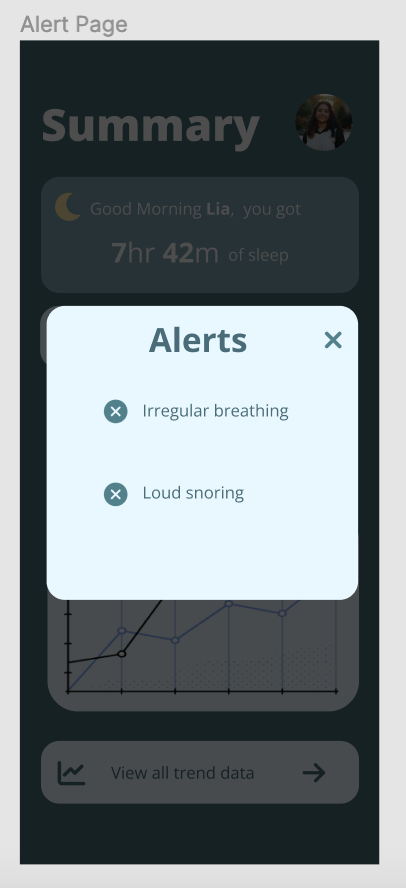 Alert Page
Summary
Good Morning Lia, you got
7hr 42m of sleep
Alerts
Irregular breathing
Loud snoring
View all trend data